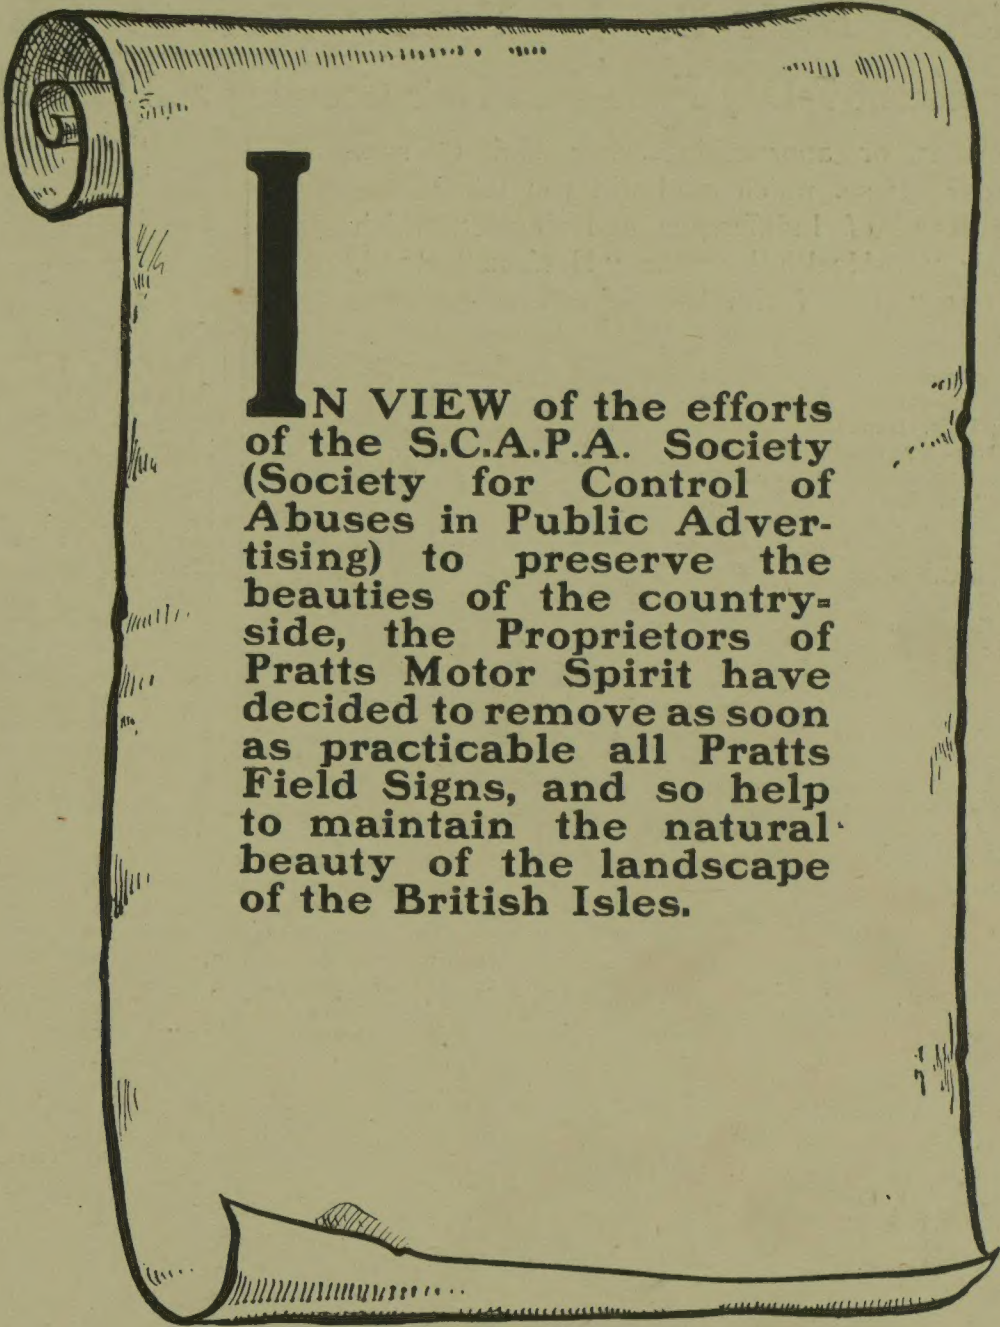 IN VIEW of the efforts
of the S.C.A.P.A. Society
(Society for Control of
Abuses in Public Adver-
tising) to preserve the
beauties of the country=
side, the Proprietors of
Pratts Motor Spirit have
decided to remove as soon
as practicable all Pratts
Field Signs, and so help
to maintain the natural
beauty of the landscape
of the British Isles.